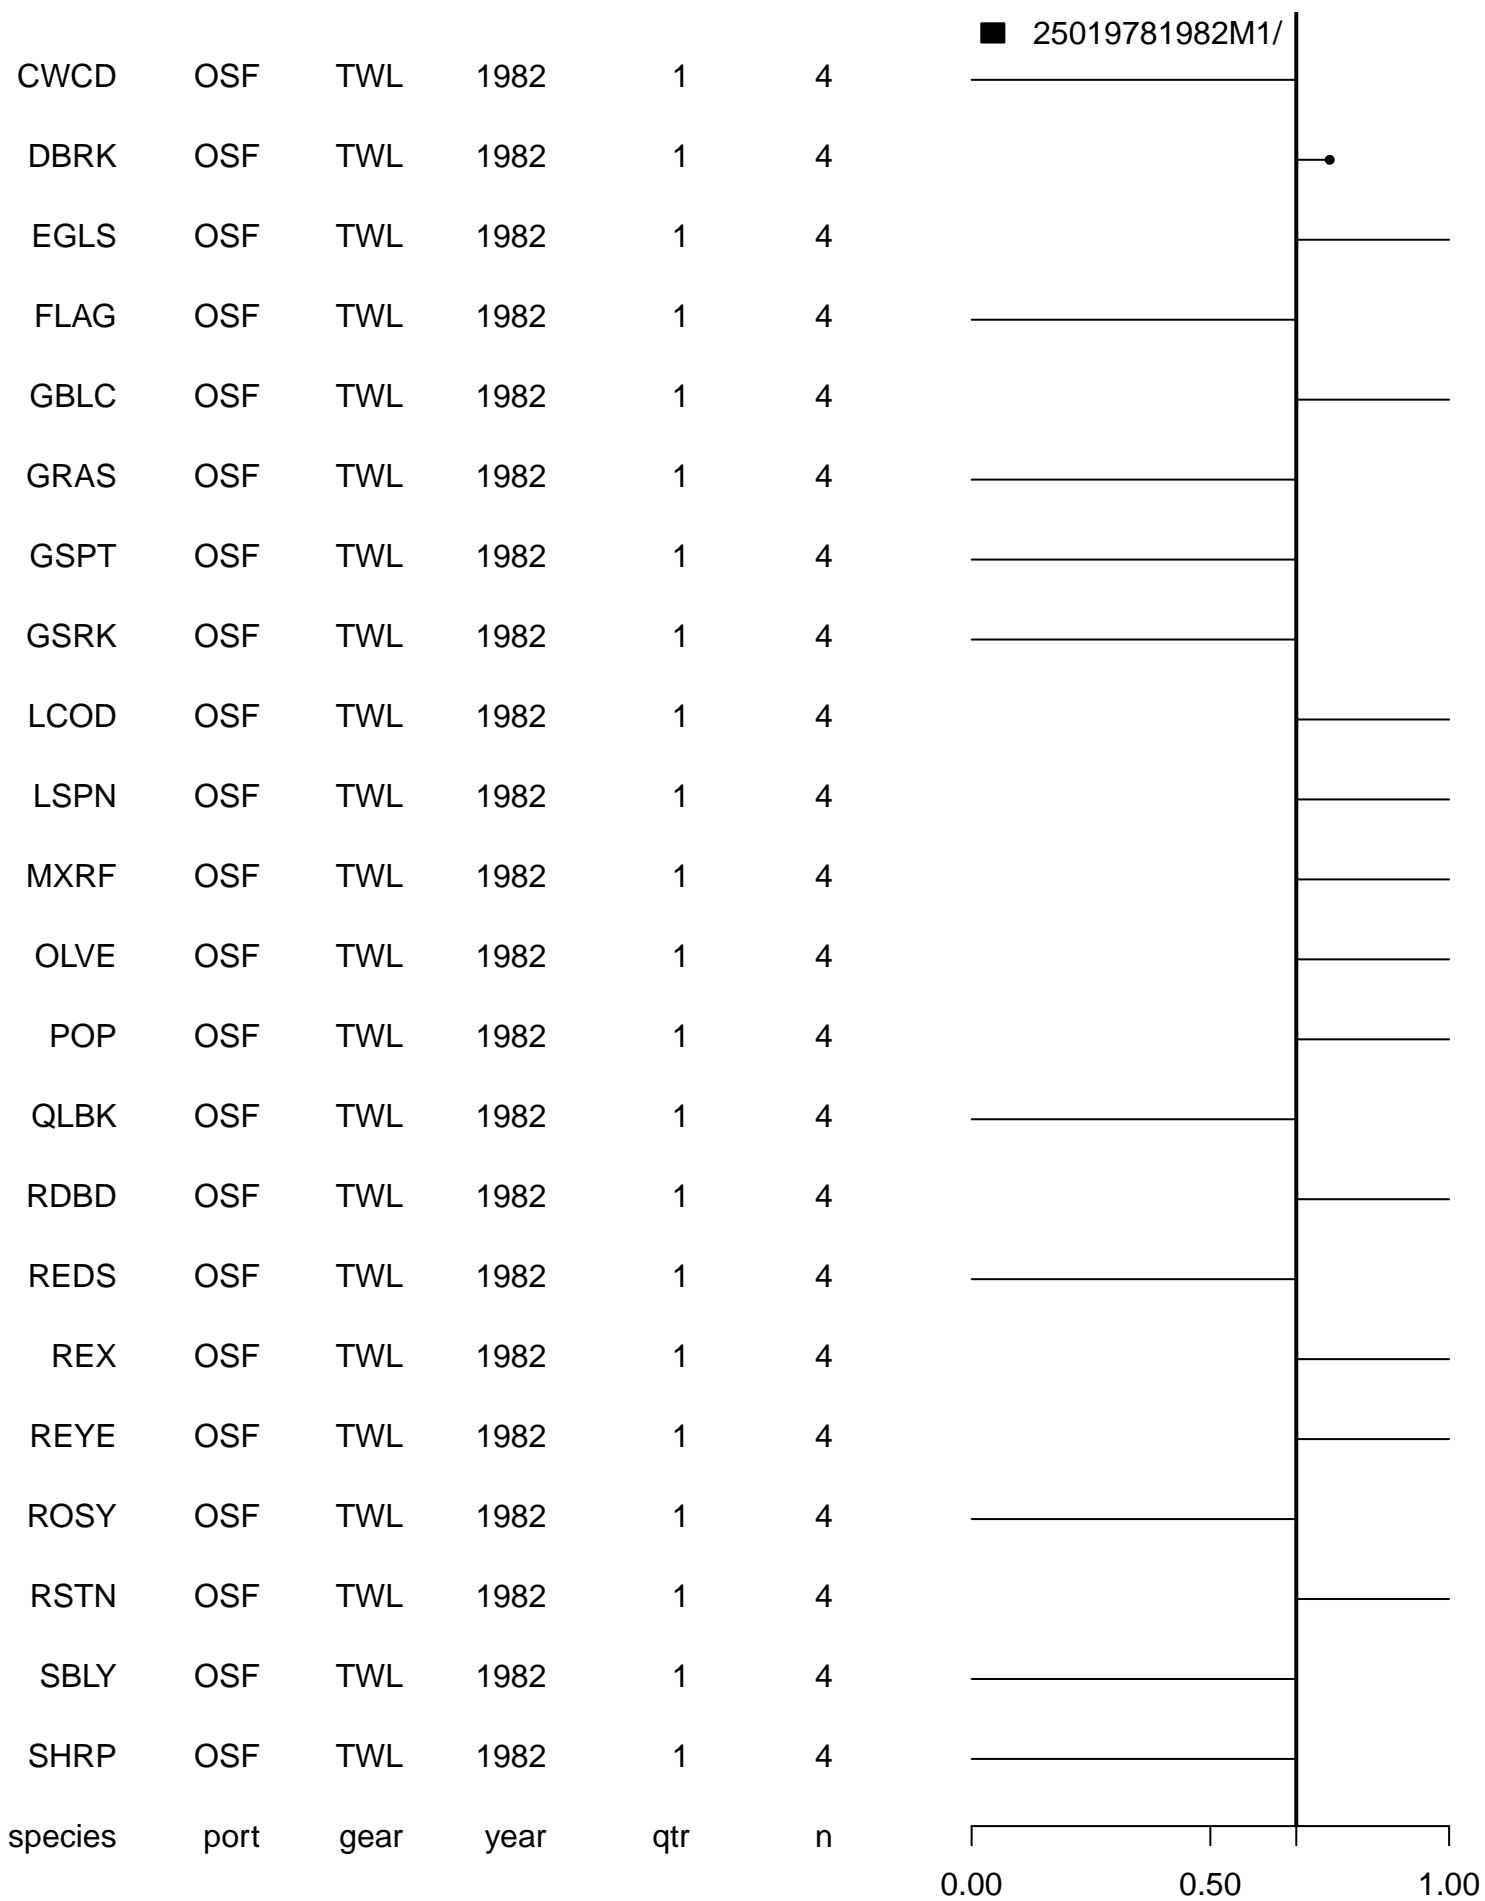 25019781982M1/
CWCD OSF TWL 1982 1 4
DBRK OSF TWL 1982 1 4
EGLS OSF TWL 1982 1 4
FLAG OSF TWL 1982 1 4
GBLC OSF TWL 1982 1 4
GRAS OSF TWL 1982 1 4
GSPT OSF TWL 1982 1 4
GSRK OSF TWL 1982 1 4
LCOD OSF TWL 1982 1 4
LSPN OSF TWL 1982 1 4
MXRF OSF TWL 1982 1 4
OLVE OSF TWL 1982 1 4
POP OSF TWL 1982 1 4
QLBK OSF TWL 1982 1 4
RDBD OSF TWL 1982 1 4
REDS OSF TWL 1982 1 4
REX OSF TWL 1982 1 4
REYE OSF TWL 1982 1 4
ROSY OSF TWL 1982 1 4
RSTN OSF TWL 1982 1 4
SBLY OSF TWL 1982 1 4
SHRP OSF TWL 1982 1 4
species port gear year qtr n
0.00 0.50 1.00